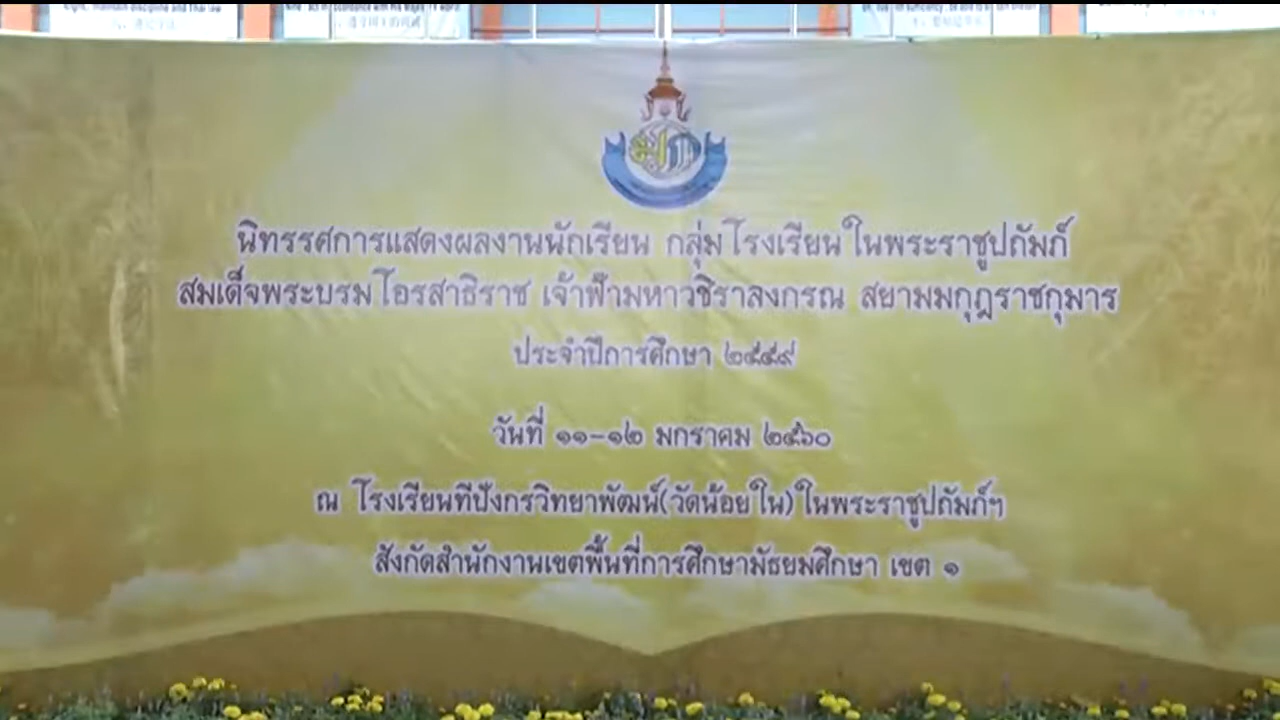 นิทรรศการแสดงผลงานนักเรียน กลุ่มโรงเรียนในพระราชูปถัมภ์
สมเด็จพระบรมโอรสาธิราช เจ้าฟ้ามหาวชิราลงกรณ สยามมกุฎราชกุมาร
ประจำปีการศึกษา ๒๕๕๙
วันที่ ๑๑-๑๒ มกราคม ๒๕๖๐
ณ โรงเรียนทีปังกรวิทยาพัฒน์(วัดน้อยใน)ในพระราชูปถัมภ์ฯ
สังกัดสำนักงานเขตพื้นที่การศึกษามัธยมศึกษา เขต ๑